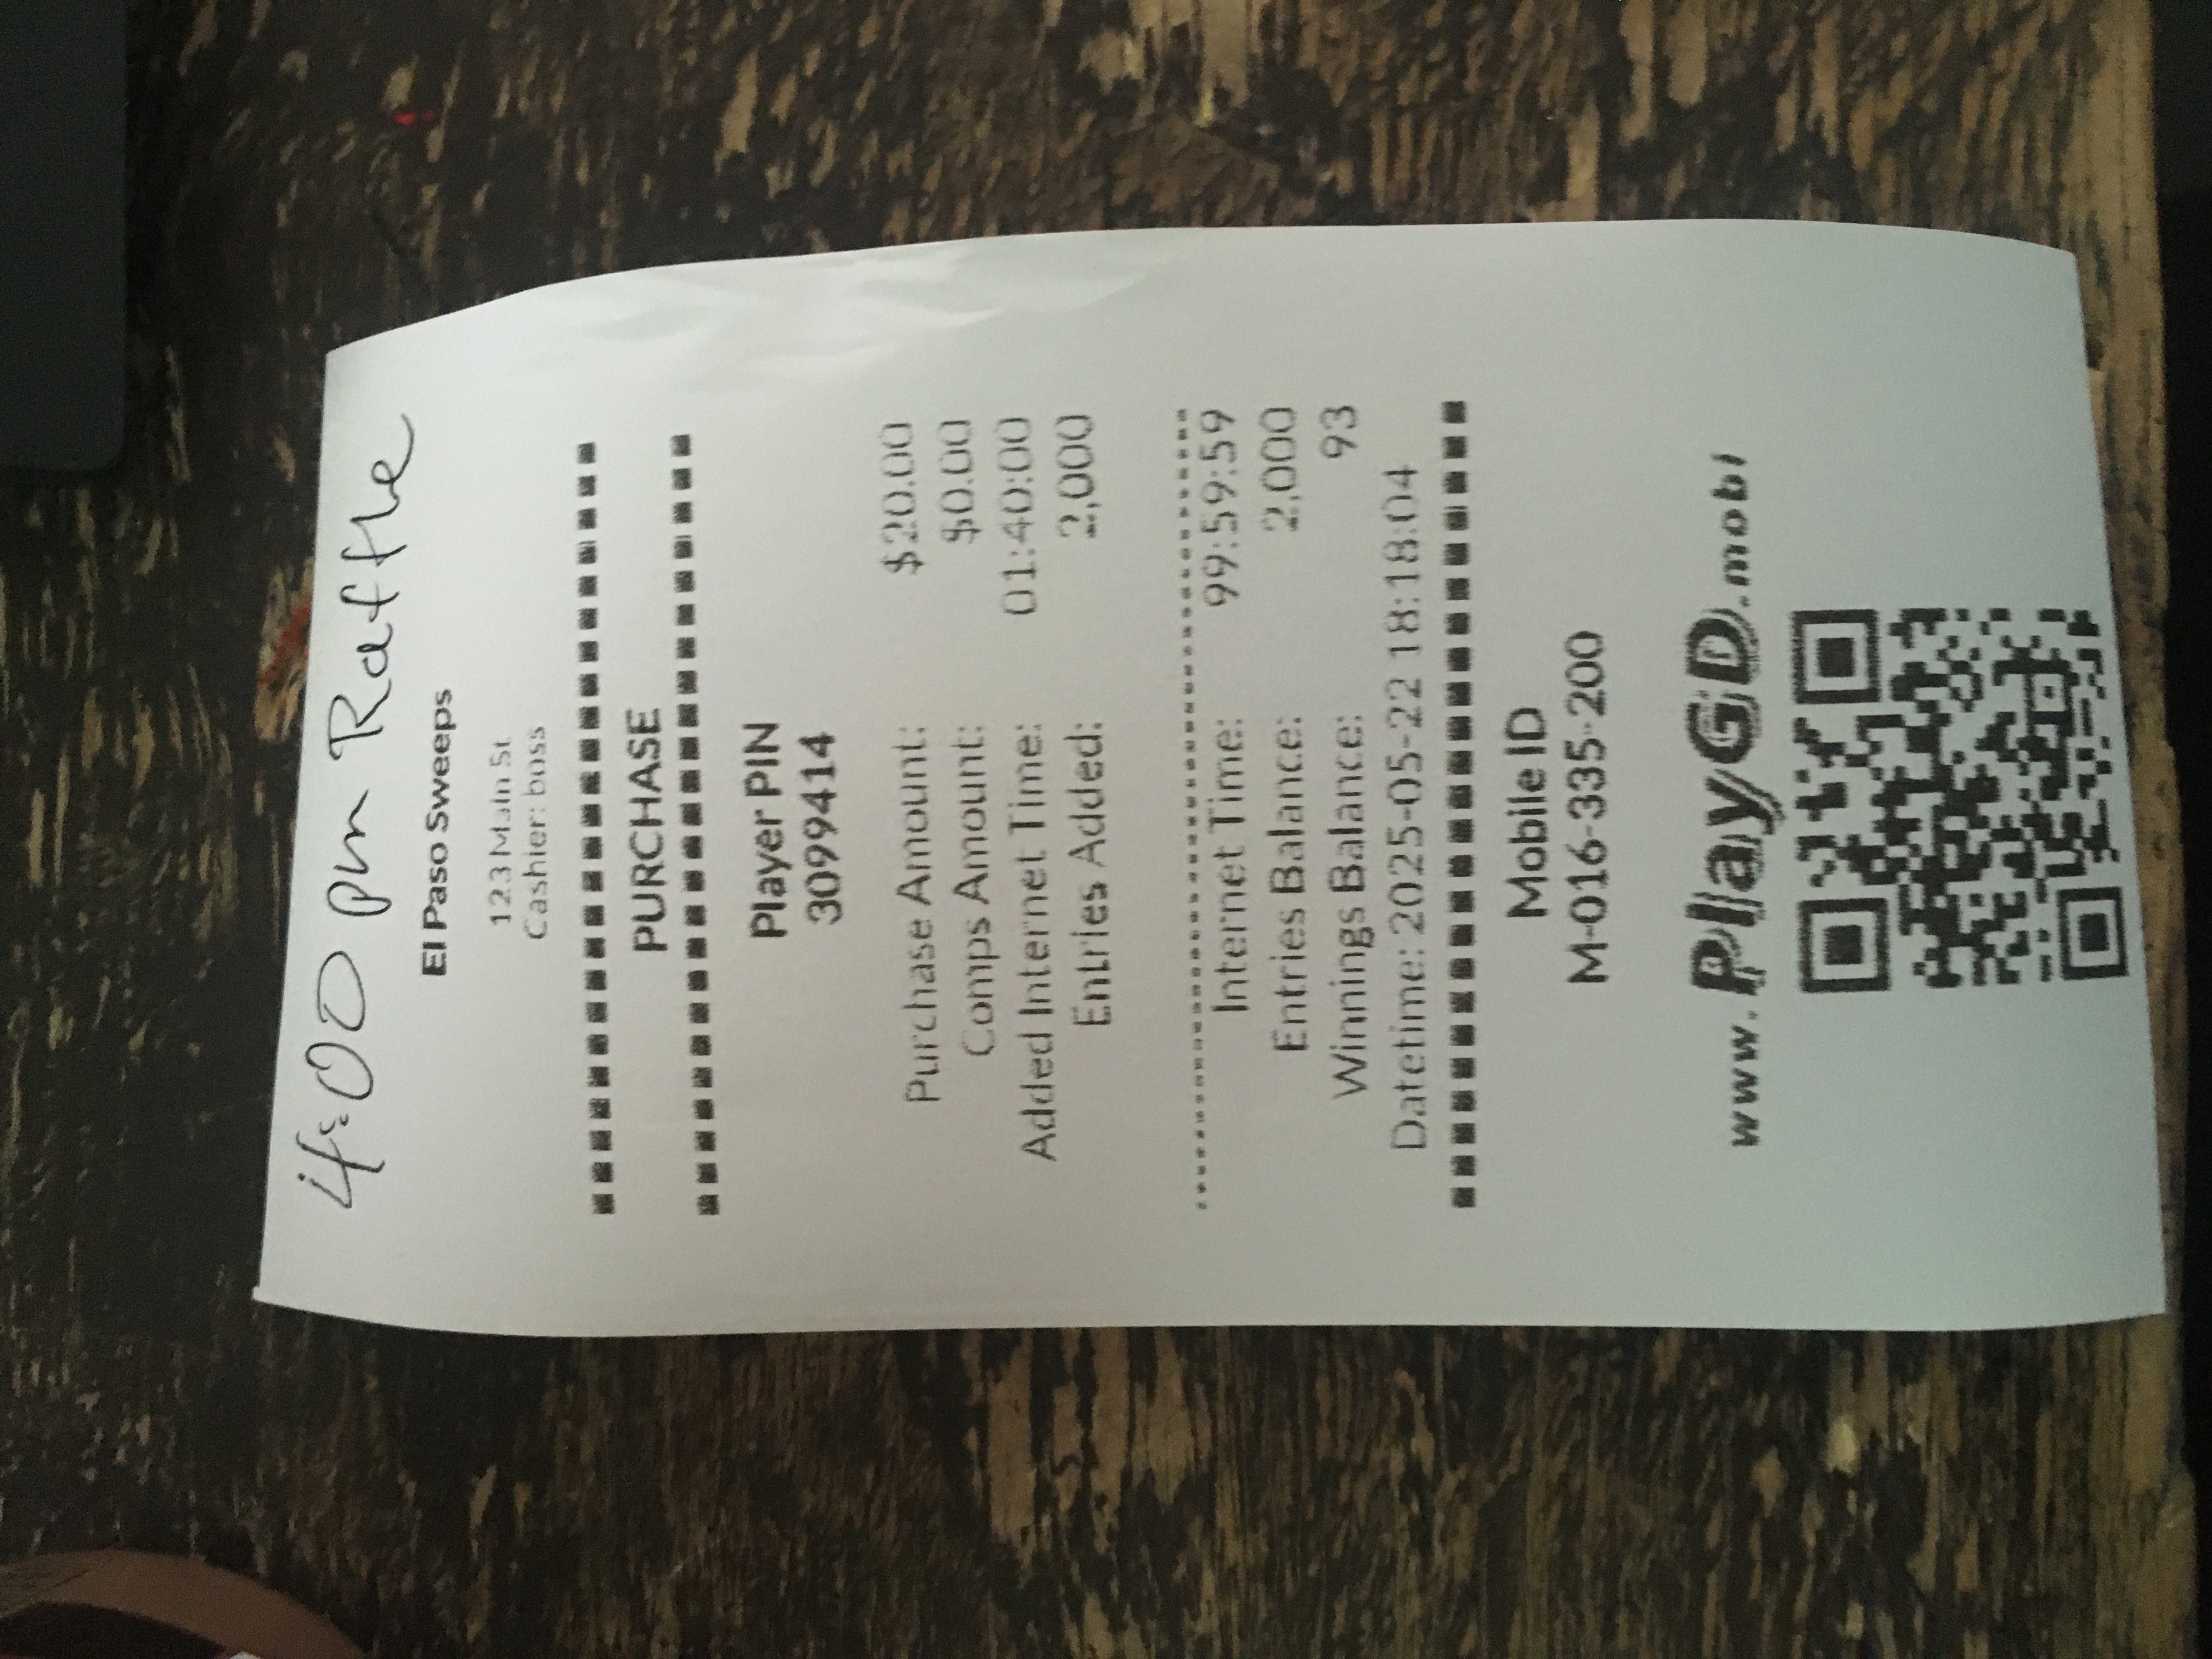 4:00 pm Raffle
El Paso Sweeps
123 Main St
Cashier: boss
PURCHASE
Player PIN
3099414
Purchase Amount: $20.00
Comps Amount: $0.00
Added Internet Time: 01:40:00
Entries Added: 2,000
Internet Time: 99:59:59
Entries Balance: 2,000
Winnings Balance: 93
Datetime: 2025-05-22 18:18:04
Mobile ID
M-016-335-200
www.PlayGD.mobi